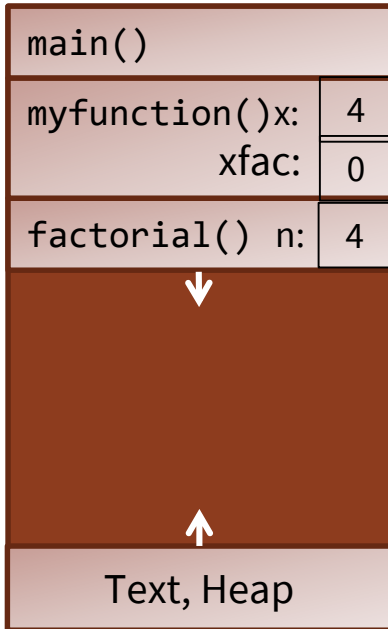 main()
myfunction()x: 4
xfac: 0
factorial() n: 4
Text, Heap